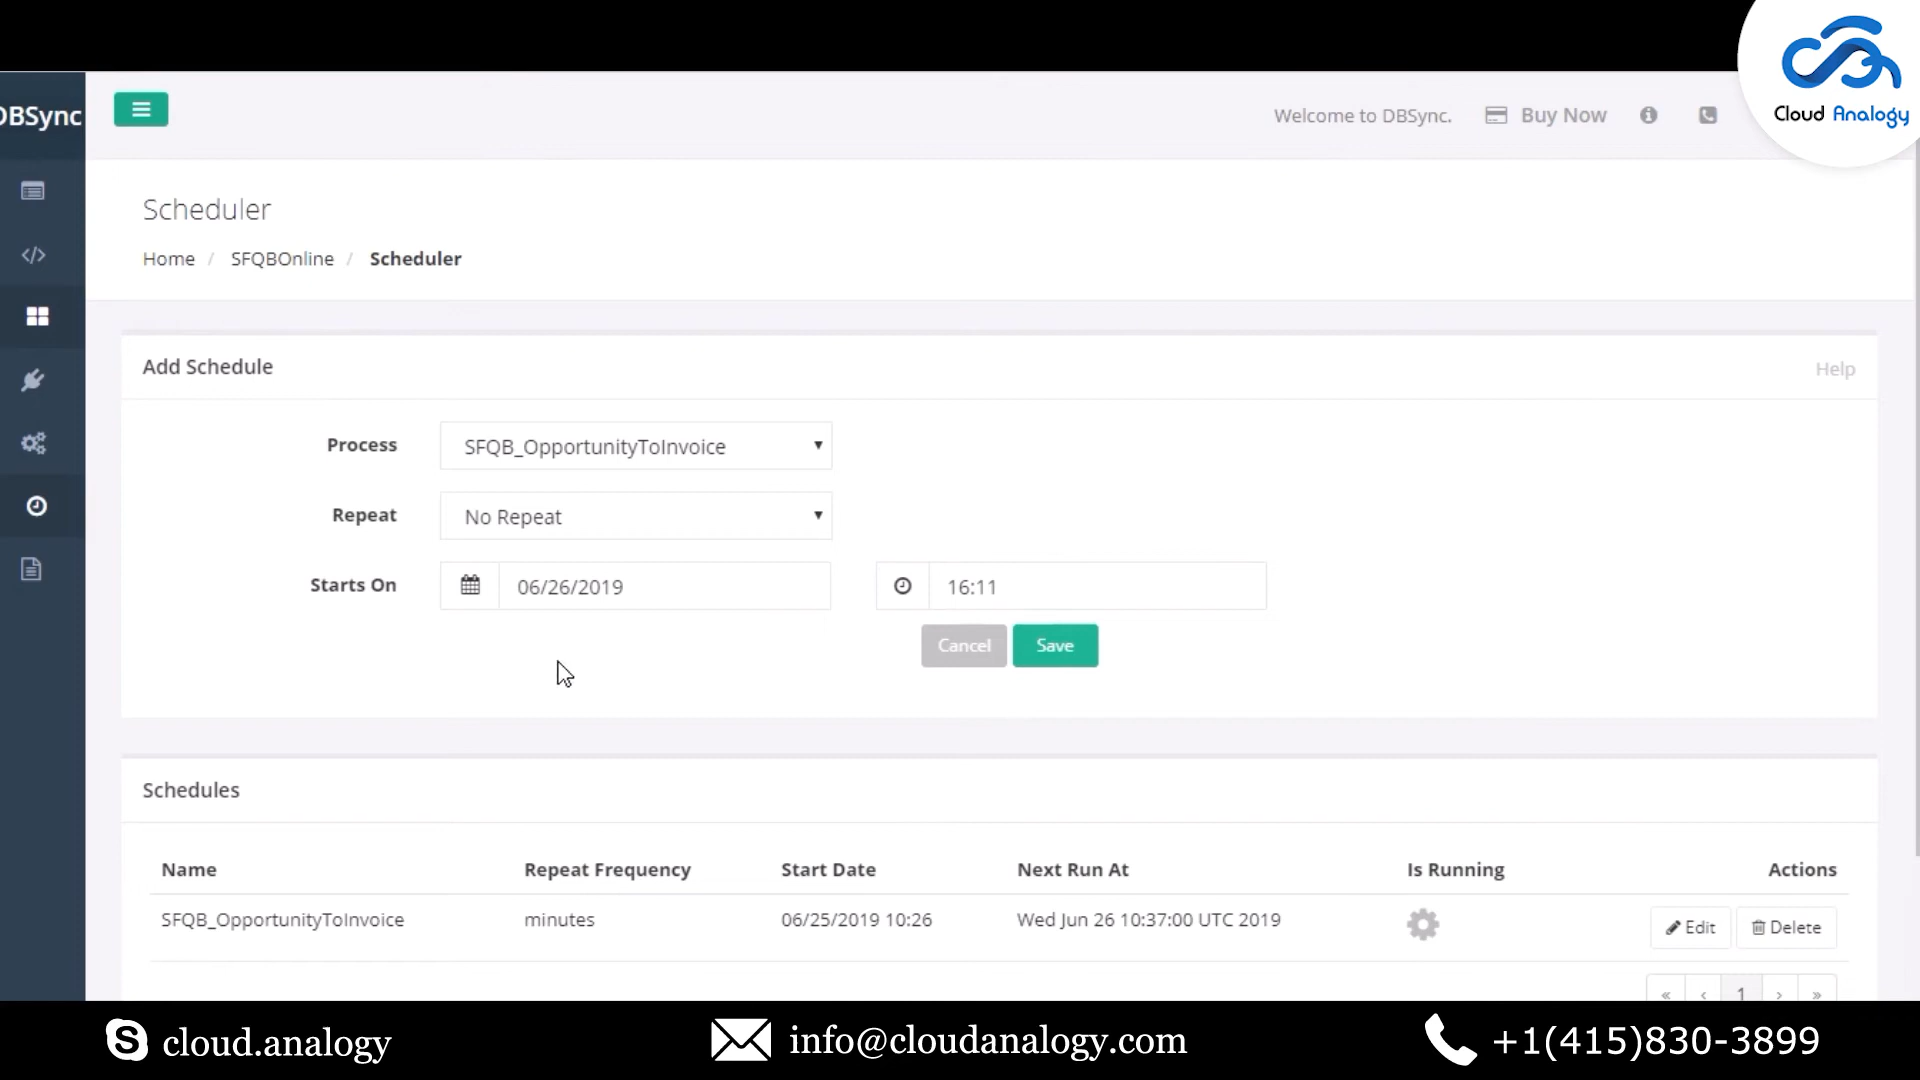 Cloud Analogy
DBSync
Welcome to DBSync.
Buy Now
Scheduler
Home / SFQBOnline / Scheduler
Add Schedule
Help
Process
SFQB_OpportunityToInvoice
Repeat
No Repeat
Starts On
06/26/2019
16:11
Cancel
Save
Schedules
Name Repeat Frequency Start Date Next Run At Is Running Actions
SFQB_OpportunityToInvoice minutes 06/25/2019 10:26 Wed Jun 26 10:37:00 UTC 2019 Edit Delete
« ‹ 1 › »
cloud.analogy
info@cloudanalogy.com
+1(415)830-3899